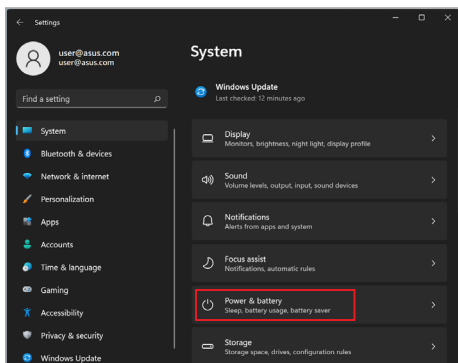 Settings
user@asus.com
user@asus.com
Find a setting
System
Bluetooth & devices
Network & internet
Personalization
Apps
Accounts
Time & language
Gaming
Accessibility
Privacy & security
Windows Update
System
Windows Update
Last checked: 12 minutes ago
Display
Monitors, brightness, night light, display profile
Sound
Volume levels, output, input, sound devices
Notifications
Alerts from apps and system
Focus assist
Notifications, automatic rules
Power & battery
Sleep, battery usage, battery saver
Storage
Storage space, drives, configuration rules